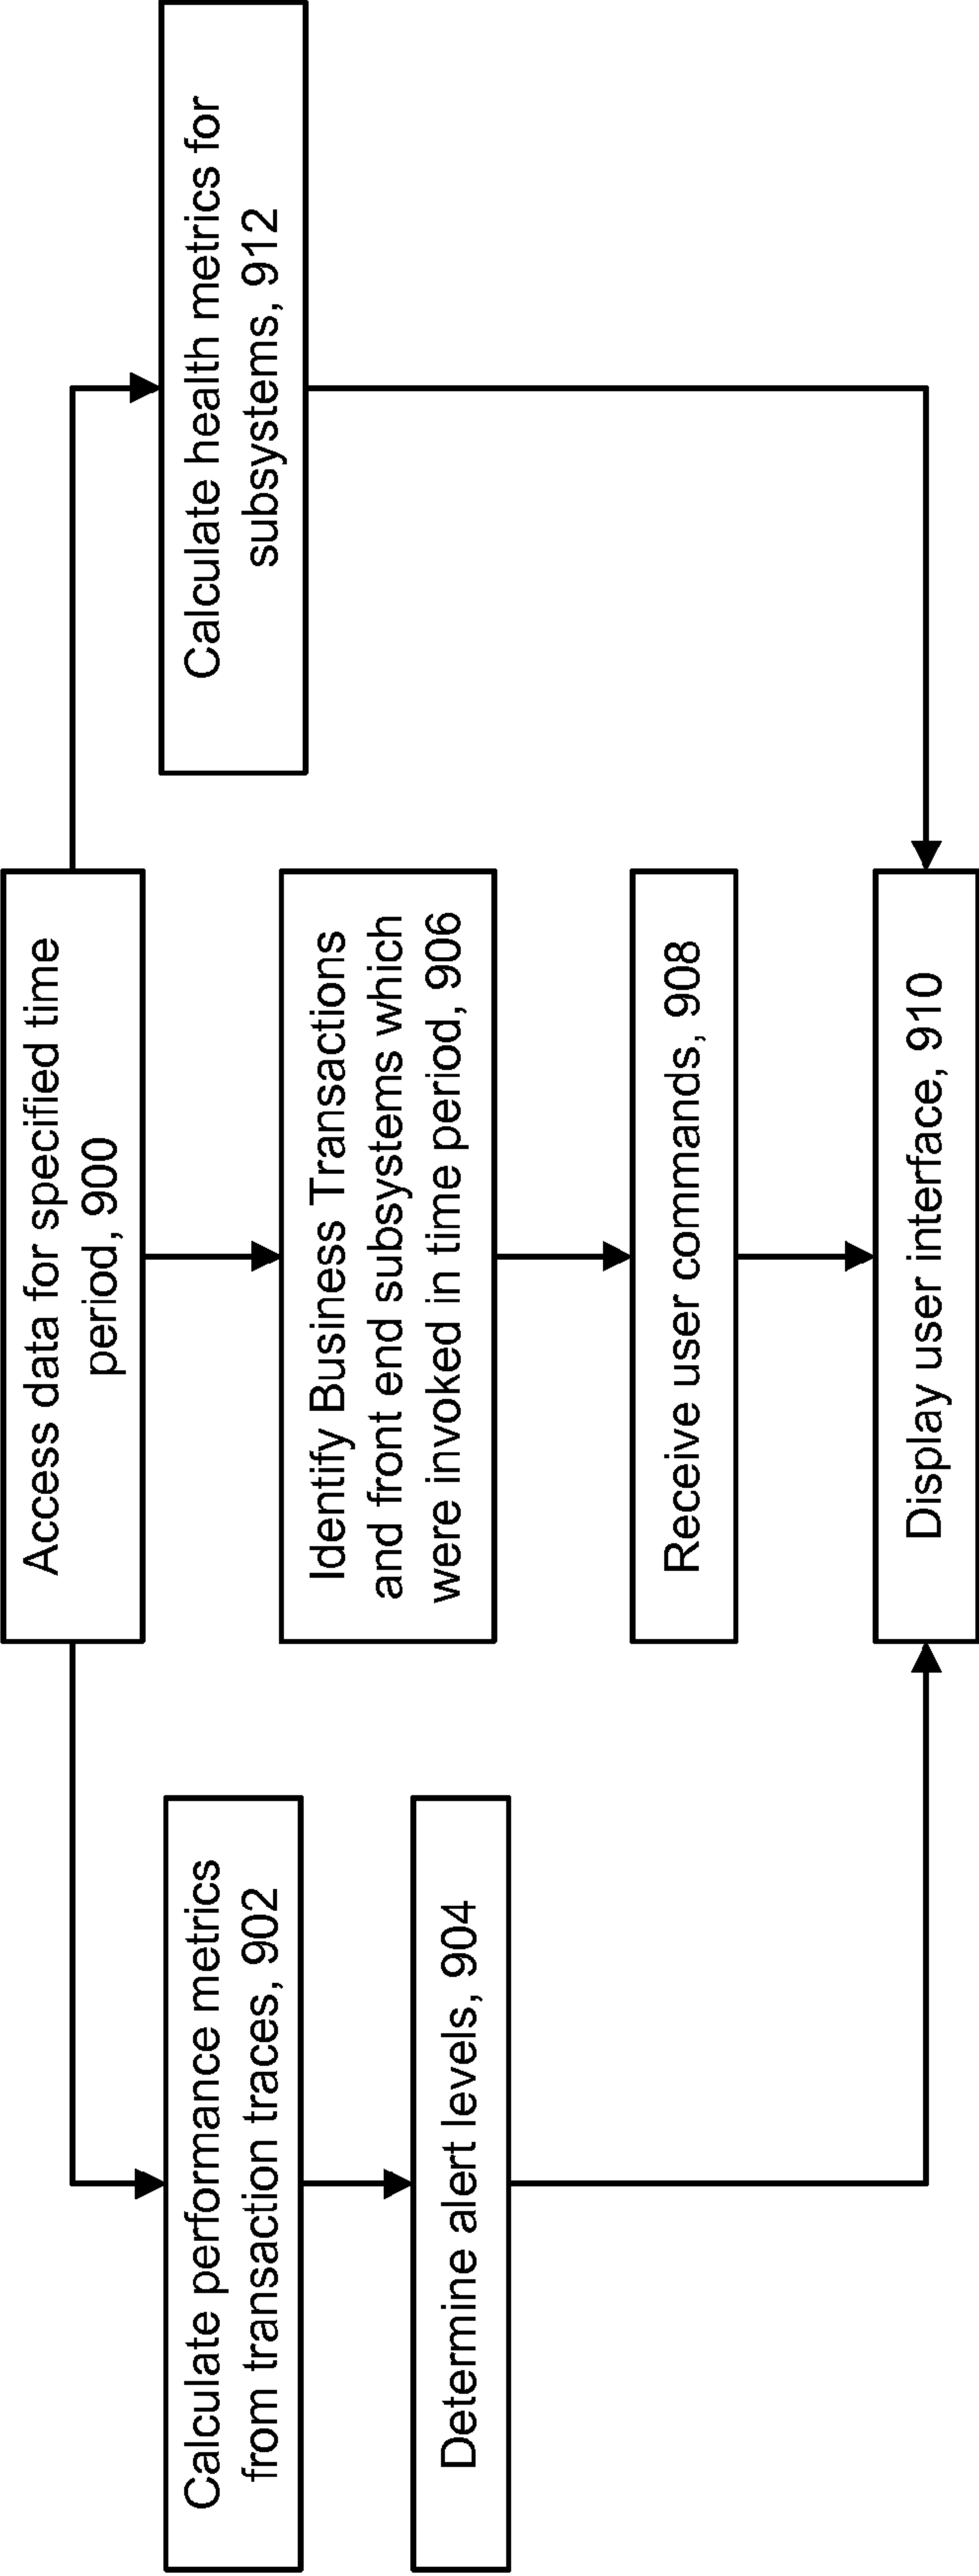 Access data for specified time
period, 900
Calculate performance metrics
from transaction traces, 902
Determine alert levels, 904
Identify Business Transactions
and front end subsystems which
were invoked in time period, 906
Receive user commands, 908
Display user interface, 910
Calculate health metrics for
subsystems, 912